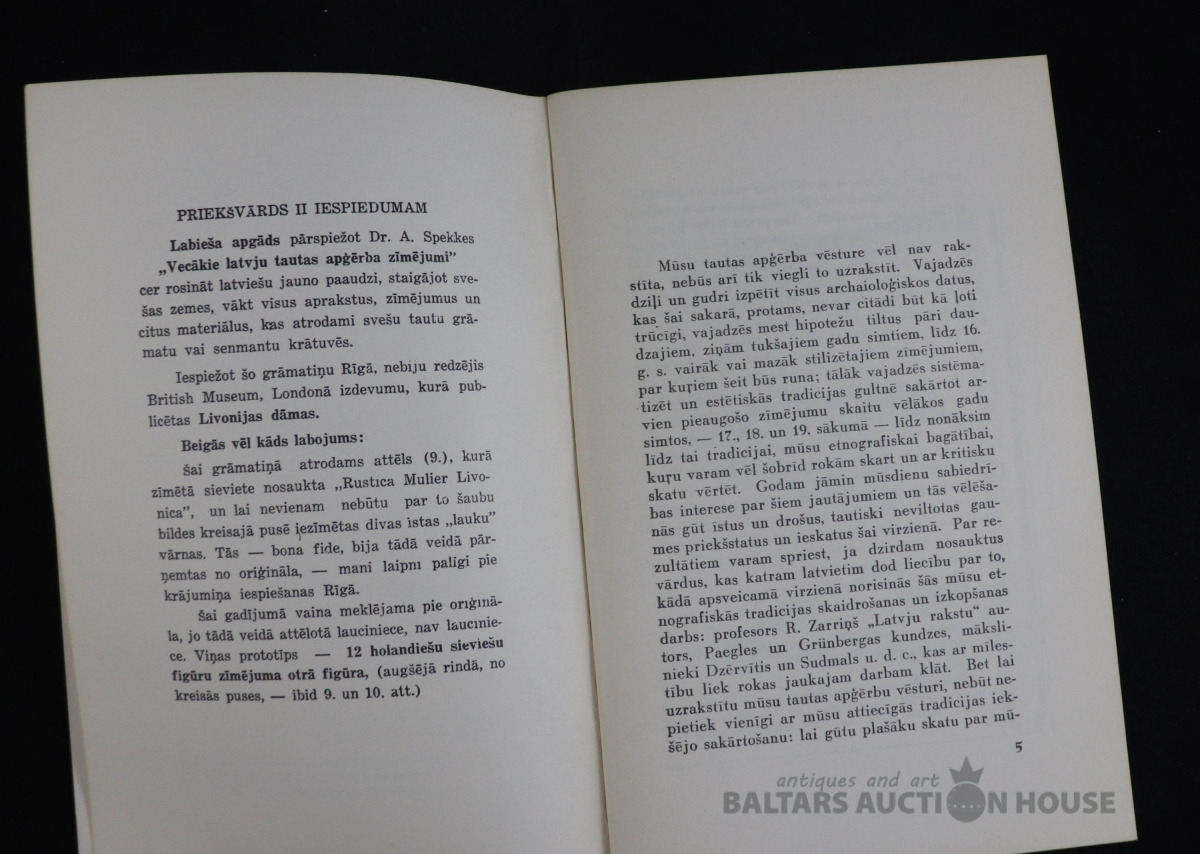 PRIEKšVĀRDS II IESPIEDUMAM
Labieša apgāds pārspiežot Dr. A. Spekkes
„Vecākie latvju tautas apģērba zīmējumi”
cer rosināt latviešu jauno paaudzi, staigājot sve-
šas zemes, vākt visus aprakstus, zīmējumus un
citus materiālus, kas atrodami svešu tautu grā-
matu vai senmantu krātuvēs.
Iespiežot šo grāmatiņu Rīgā, nebiju redzējis
British Museum, Londonā izdevumu, kurā pub-
licētas Livonijas dāmas.
Beigās vēl kāds labojums:
šai grāmatiņā atrodams attēls (9.), kurā
zīmētā sieviete nosaukta „Rustica Mulier Livo-
nica”, un lai nevienam nebūtu par to šaubu
bildes kreisajā pusē iezīmētas divas istas „lauku”
vārnas. Tās — bona fide, bija tādā veidā pār-
ņemtas no oriģināla, — mani laipni palīgi pie
krājumiņa iespiešanas Rīgā.
šai gadījumā vaina meklējama pie oriģinā-
la, jo tādā veidā attēlotā lauciniece, nav laucinie-
ce. Viņas prototīps — 12 holandiešu sieviešu
figūru zīmējuma otrā figūra, (augšējā rindā, no
kreisās puses, — ibid 9. un 10. att.)
Mūsu tautas apģērba vēsture vēl nav rak-
stīta, nebūs arī tik viegli to uzrakstīt. Vajadzēs
dziļi un gudri izpētīt visus archaioloģiskos datus,
kas šai sakarā, protams, nevar citādi būt kā ļoti
trūcīgi, vajadzēs mest hipotežu tiltus pāri dau-
dzajiem, ziņām tukšajiem gadu simtiem, līdz 16.
g. s. vairāk vai mazāk stilizētajiem zīmējumiem,
par kuŗiem šeit būs runa; tālāk vajadzēs sistēma-
tizēt un estētiskās tradicijas gultnē sakārtot ar-
vien pieaugošo zīmējumu skaitu vēlākos gadu
simtos, — 17., 18. un 19. sākumā — līdz nonāksim
līdz tai tradicijai, mūsu etnografiskai bagātībai,
kuŗu varam vēl šobrīd rokām skart un ar kritisku
skatu vērtēt. Godam jāmin mūsdienu sabiedrī-
bas interese par šiem jautājumiem un tās vēlēša-
nās gūt īstus un drošus, tautiski neviltotas gau-
mes priekšstatus un ieskatus šai virzienā. Par re-
zultātiem varam spriest, ja dzirdam nosauktus
vārdus, kas katram latvietim dod liecību par to,
kādā apsveicamā virzienā norisinās šās mūsu et-
nografiskās tradicijas skaidrošanas un izkopšanas
darbs: profesors R. Zarriņš „Latvju rakstu” au-
tors, Paegles un Grünbergas kundzes, māksli-
nieki Dzērvītis un Sudmals u. d. c., kas ar mīles-
tību liek rokas jaukajam darbam klāt. Bet lai
uzrakstītu mūsu tautas apģērbu vēsturi, nebūt ne-
pietiek vienīgi ar mūsu attiecīgās tradicijas iek-
šējo sakārtošanu: lai gūtu plašāku skatu par mū-
5
antiques and art
BALTARS AUCTION HOUSE